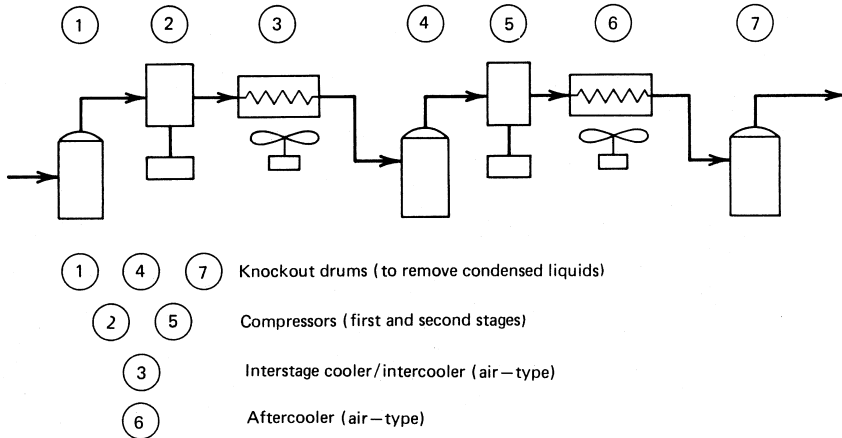 1 2 3 4 5 6 7
1 4 7 Knockout drums (to remove condensed liquids)
2 5 Compressors (first and second stages)
3 Interstage cooler/intercooler (air—type)
6 Aftercooler (air—type)